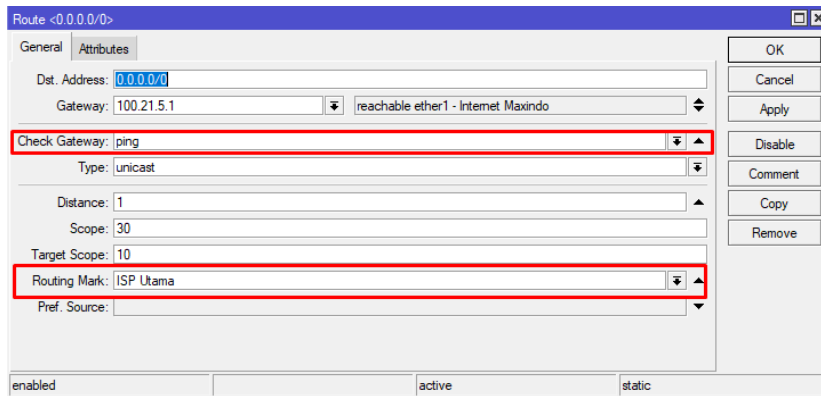 Route <0.0.0.0/0>
General Attributes
Dst. Address: 0.0.0.0/0
Gateway: 100.21.5.1 reachable ether1 - Internet Maxindo
Check Gateway: ping
Type: unicast
Distance: 1
Scope: 30
Target Scope: 10
Routing Mark: ISP Utama
Pref. Source:
OK
Cancel
Apply
Disable
Comment
Copy
Remove
enabled active static